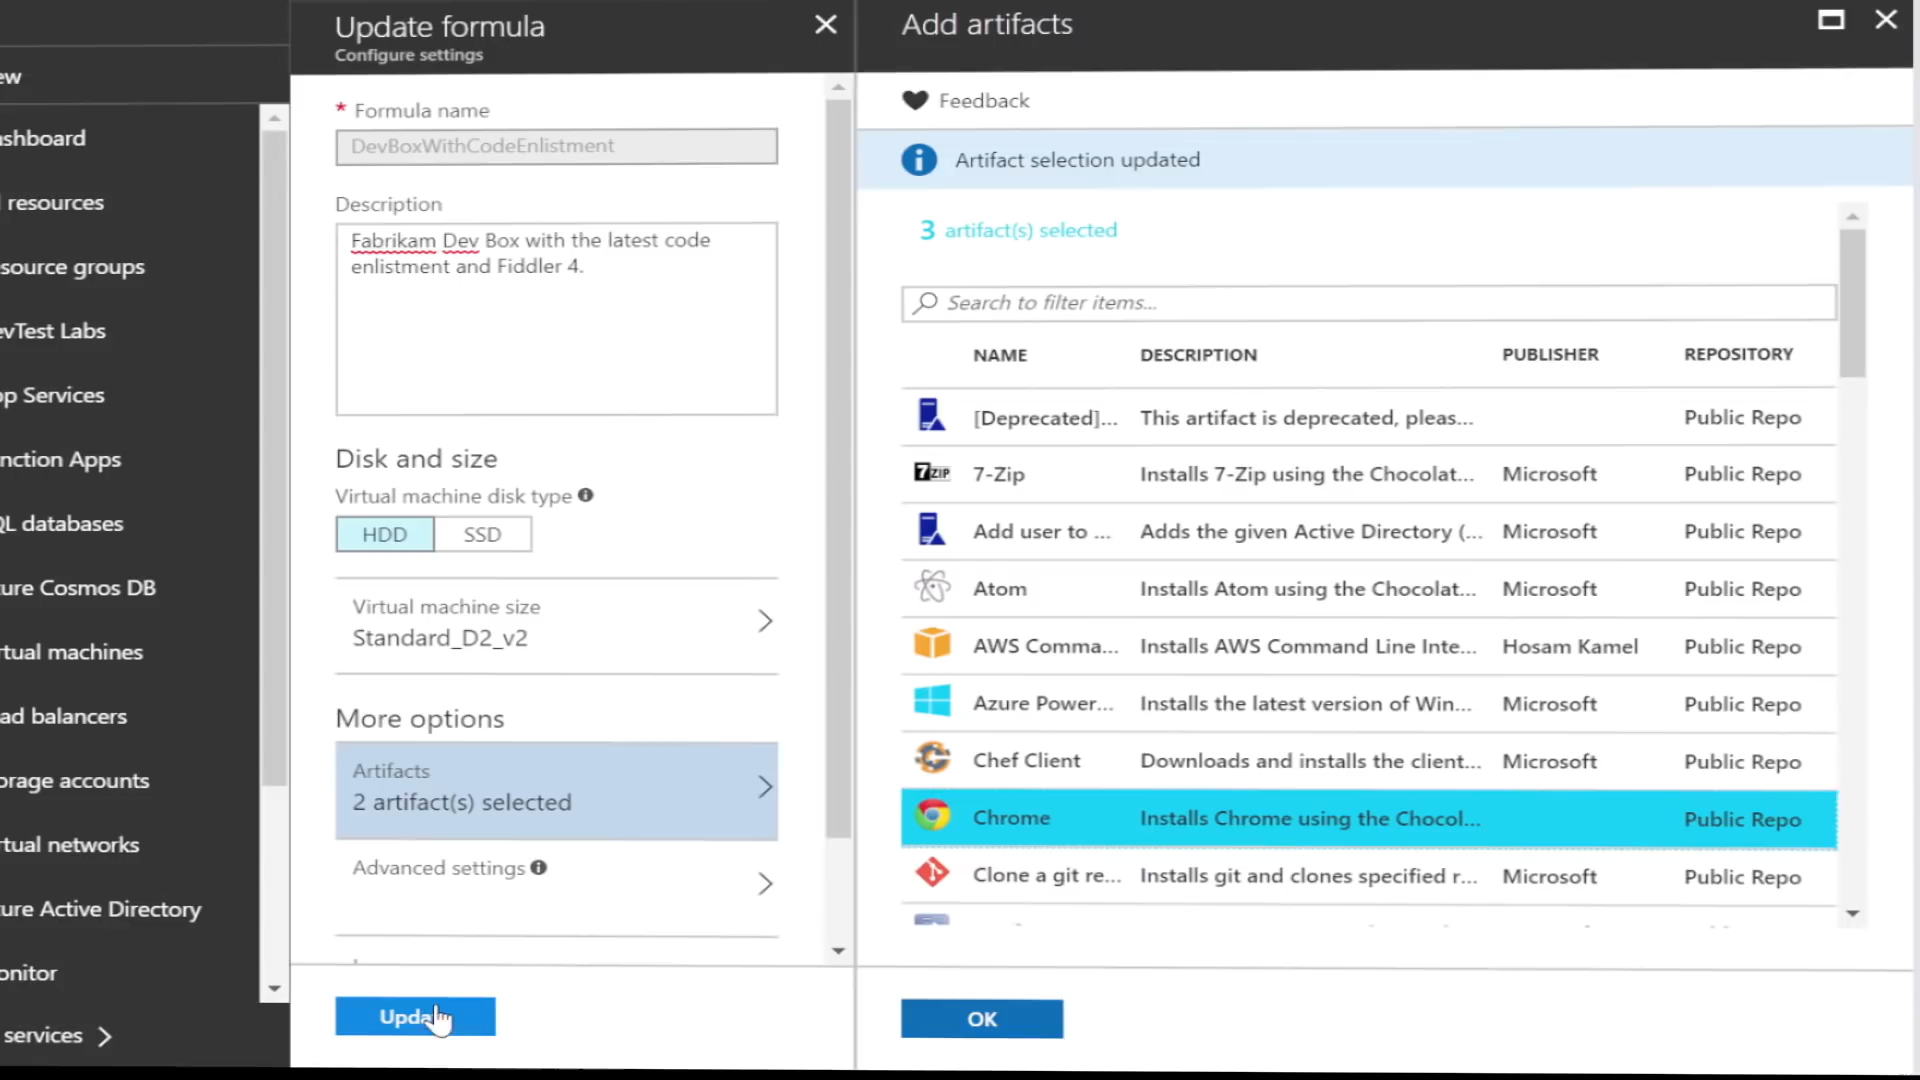 ew
ashboard
resources
source groups
evTest Labs
op Services
nction Apps
QL databases
ure Cosmos DB
rtual machines
ad balancers
orage accounts
rtual networks
ure Active Directory
onitor
services
Update formula
Configure settings
* Formula name
DevBoxWithCodeEnlistment
Description
Fabrikam Dev Box with the latest code
enlistment and Fiddler 4.
Disk and size
Virtual machine disk type
HDD SSD
Virtual machine size
Standard_D2_v2
More options
Artifacts
2 artifact(s) selected
Advanced settings
Upda
Add artifacts
Feedback
Artifact selection updated
3 artifact(s) selected
Search to filter items...
NAME DESCRIPTION PUBLISHER REPOSITORY
[Deprecated]... This artifact is deprecated, pleas... Public Repo
7ZIP 7-Zip Installs 7-Zip using the Chocolat... Microsoft Public Repo
Add user to ... Adds the given Active Directory (... Microsoft Public Repo
Atom Installs Atom using the Chocolat... Microsoft Public Repo
AWS Comma... Installs AWS Command Line Inte... Hosam Kamel Public Repo
Azure Power... Installs the latest version of Win... Microsoft Public Repo
Chef Client Downloads and installs the client... Microsoft Public Repo
Chrome Installs Chrome using the Chocol... Public Repo
Clone a git re... Installs git and clones specified r... Microsoft Public Repo
OK